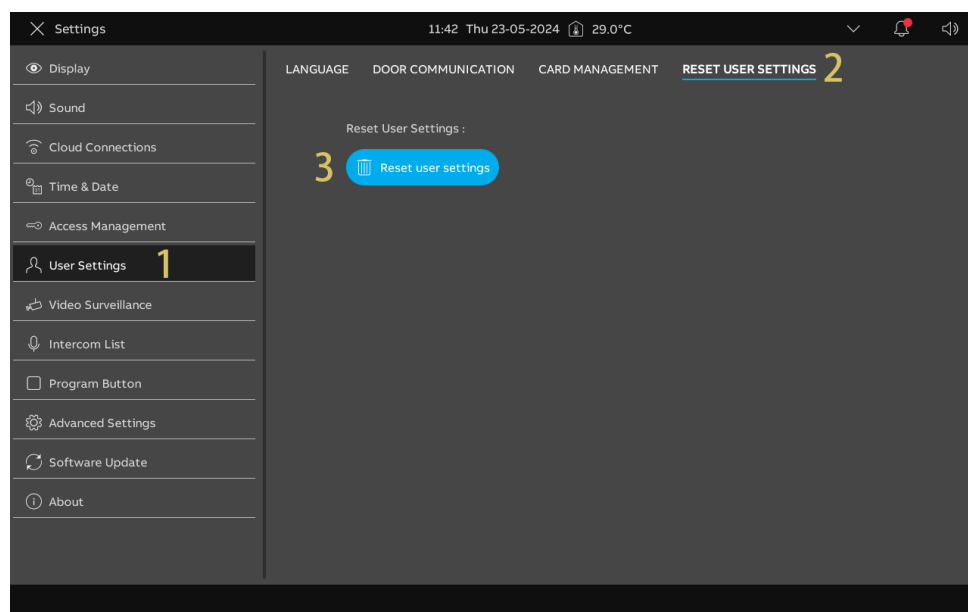 Settings 11:42 Thu 23-05-2024 29.0°C
Display
Sound
Cloud Connections
Time & Date
Access Management
User Settings 1
Video Surveillance
Intercom List
Program Button
Advanced Settings
Software Update
About
LANGUAGE DOOR COMMUNICATION CARD MANAGEMENT RESET USER SETTINGS 2
Reset User Settings :
3 Reset user settings